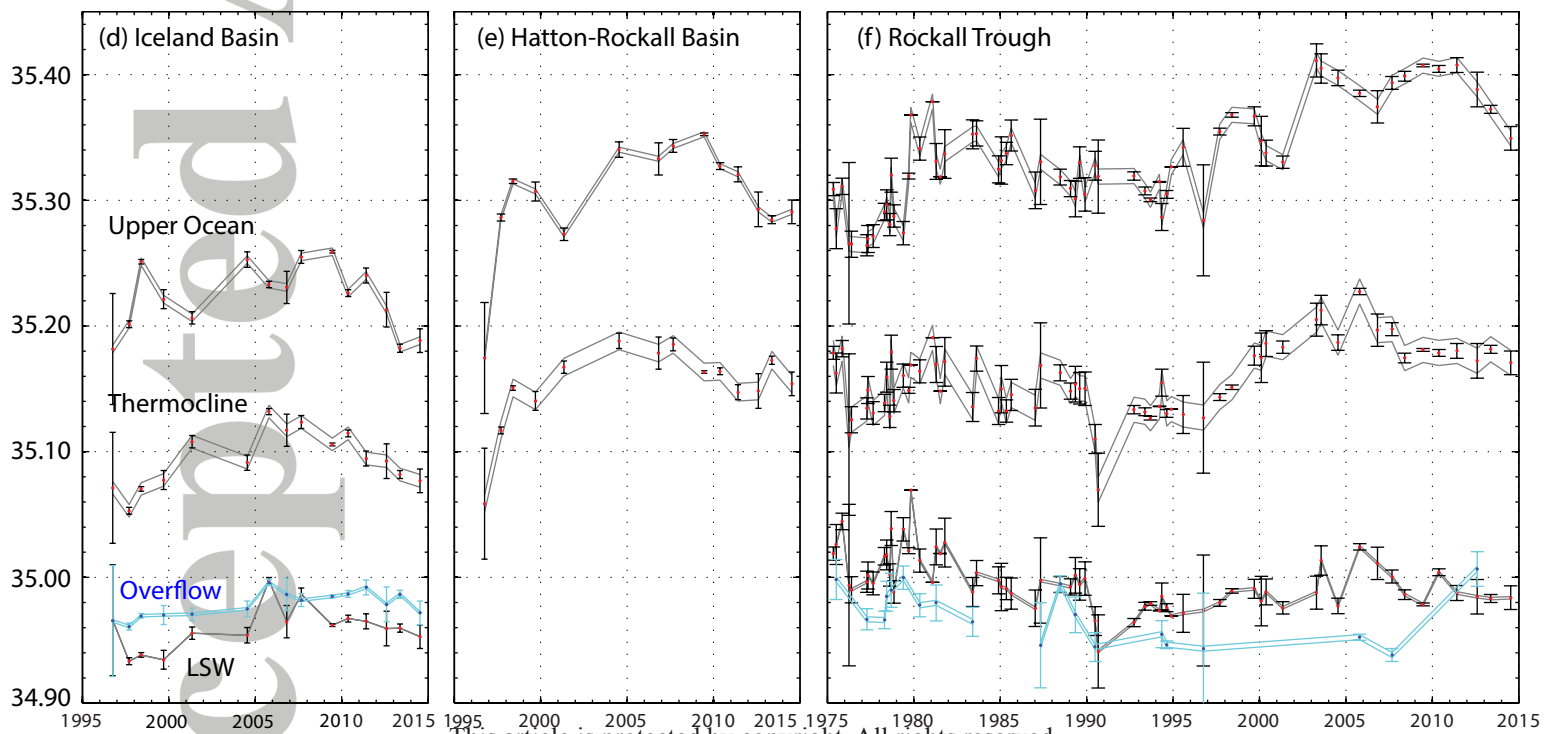 (d) Iceland Basin
(e) Hatton-Rockall Basin
(f) Rockall Trough
35.40
35.30
Upper Ocean
35.20
Thermocline
35.10
35.00
Overflow
LSW
34.90
1995 2000 2005 2010 2015
1995 2000 2005 2010 2015
1975 1980 1985 1990 1995 2000 2005 2010 2015
This article is protected by copyright. All rights reserved.
cepted A